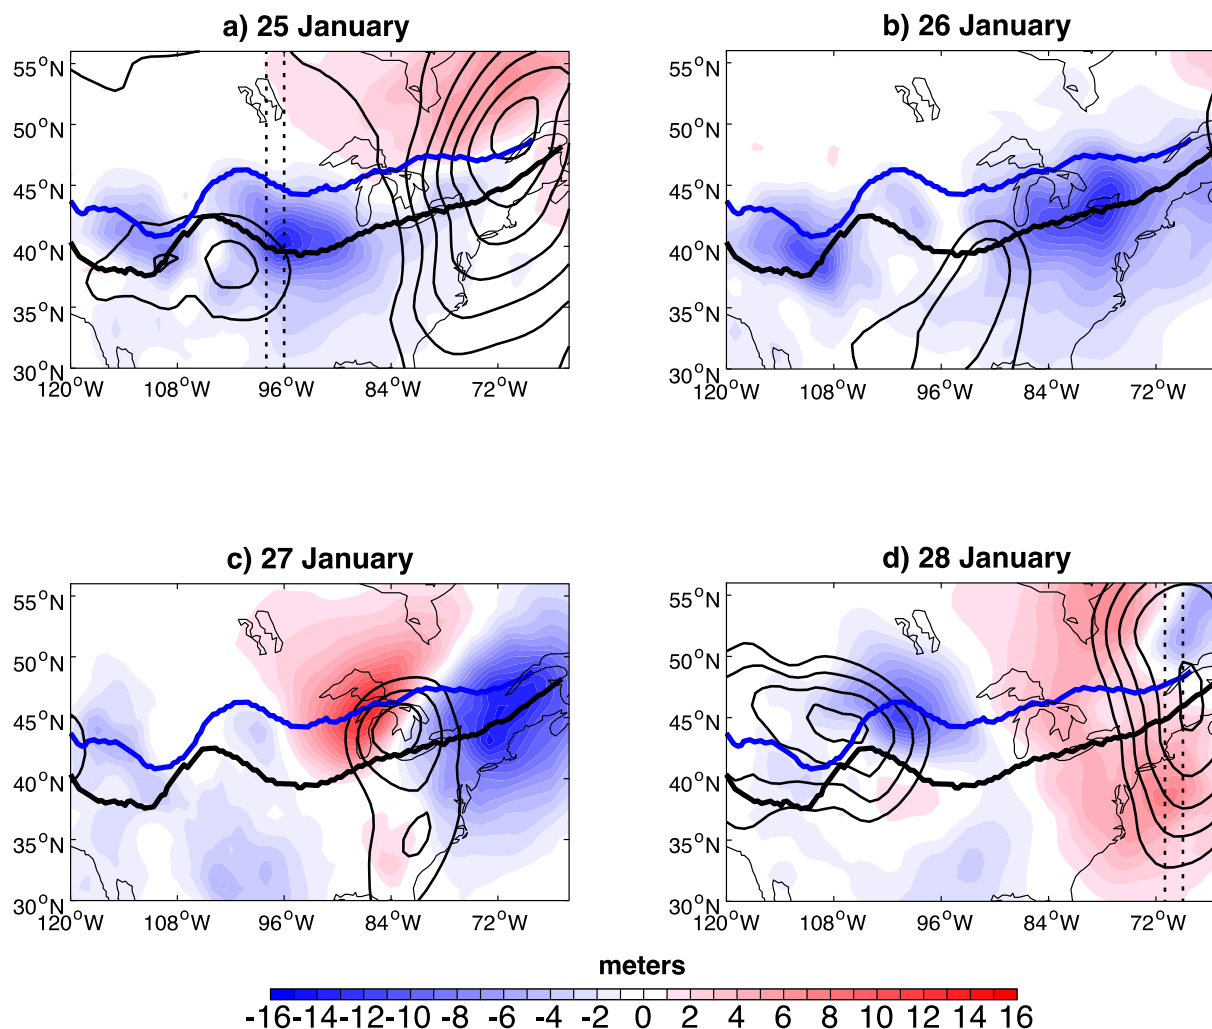 a) 25 January
b) 26 January
55°N
50°N
45°N
40°N
35°N
30°N
120°W 108°W 96°W 84°W 72°W
55°N
50°N
45°N
40°N
35°N
30°N
120°W 108°W 96°W 84°W 72°W
c) 27 January
d) 28 January
55°N
50°N
45°N
40°N
35°N
30°N
120°W 108°W 96°W 84°W 72°W
55°N
50°N
45°N
40°N
35°N
30°N
120°W 108°W 96°W 84°W 72°W
meters
-16 -14 -12 -10 -8 -6 -4 -2 0 2 4 6 8 10 12 14 16